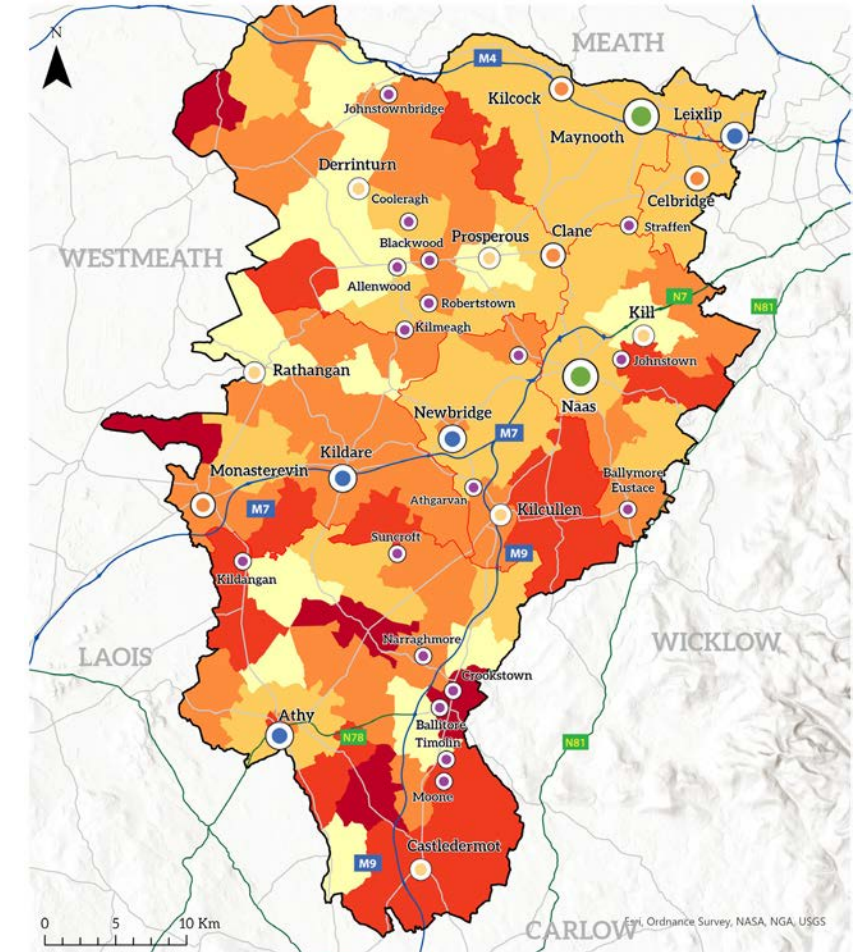 N
MEATH
M4
Kilcock
Johnstownbridge
Maynooth
Leixlip
Derrinturn
Celbridge
Cooleragh
Straffen
Blackwood
Prosperous
Clane
WESTMEATH
Allenwood
N7
N81
Robertstown
Kill
Kilmeagh
Johnstown
Rathangan
Naas
Newbridge
M7
Kildare
Monasterevin
Ballymore
Eustace
Athgarvan
M7
Kilcullen
Suncroft
M9
Kildangan
Narraghmore
WICKLOW
LAOIS
Crookstown
Athy
Ballitore
N78
Timolin
N81
Moone
Castledermot
M9
0 5 10 Km
CARLOW
Esri, Ordnance Survey, NASA, NGA, USGS